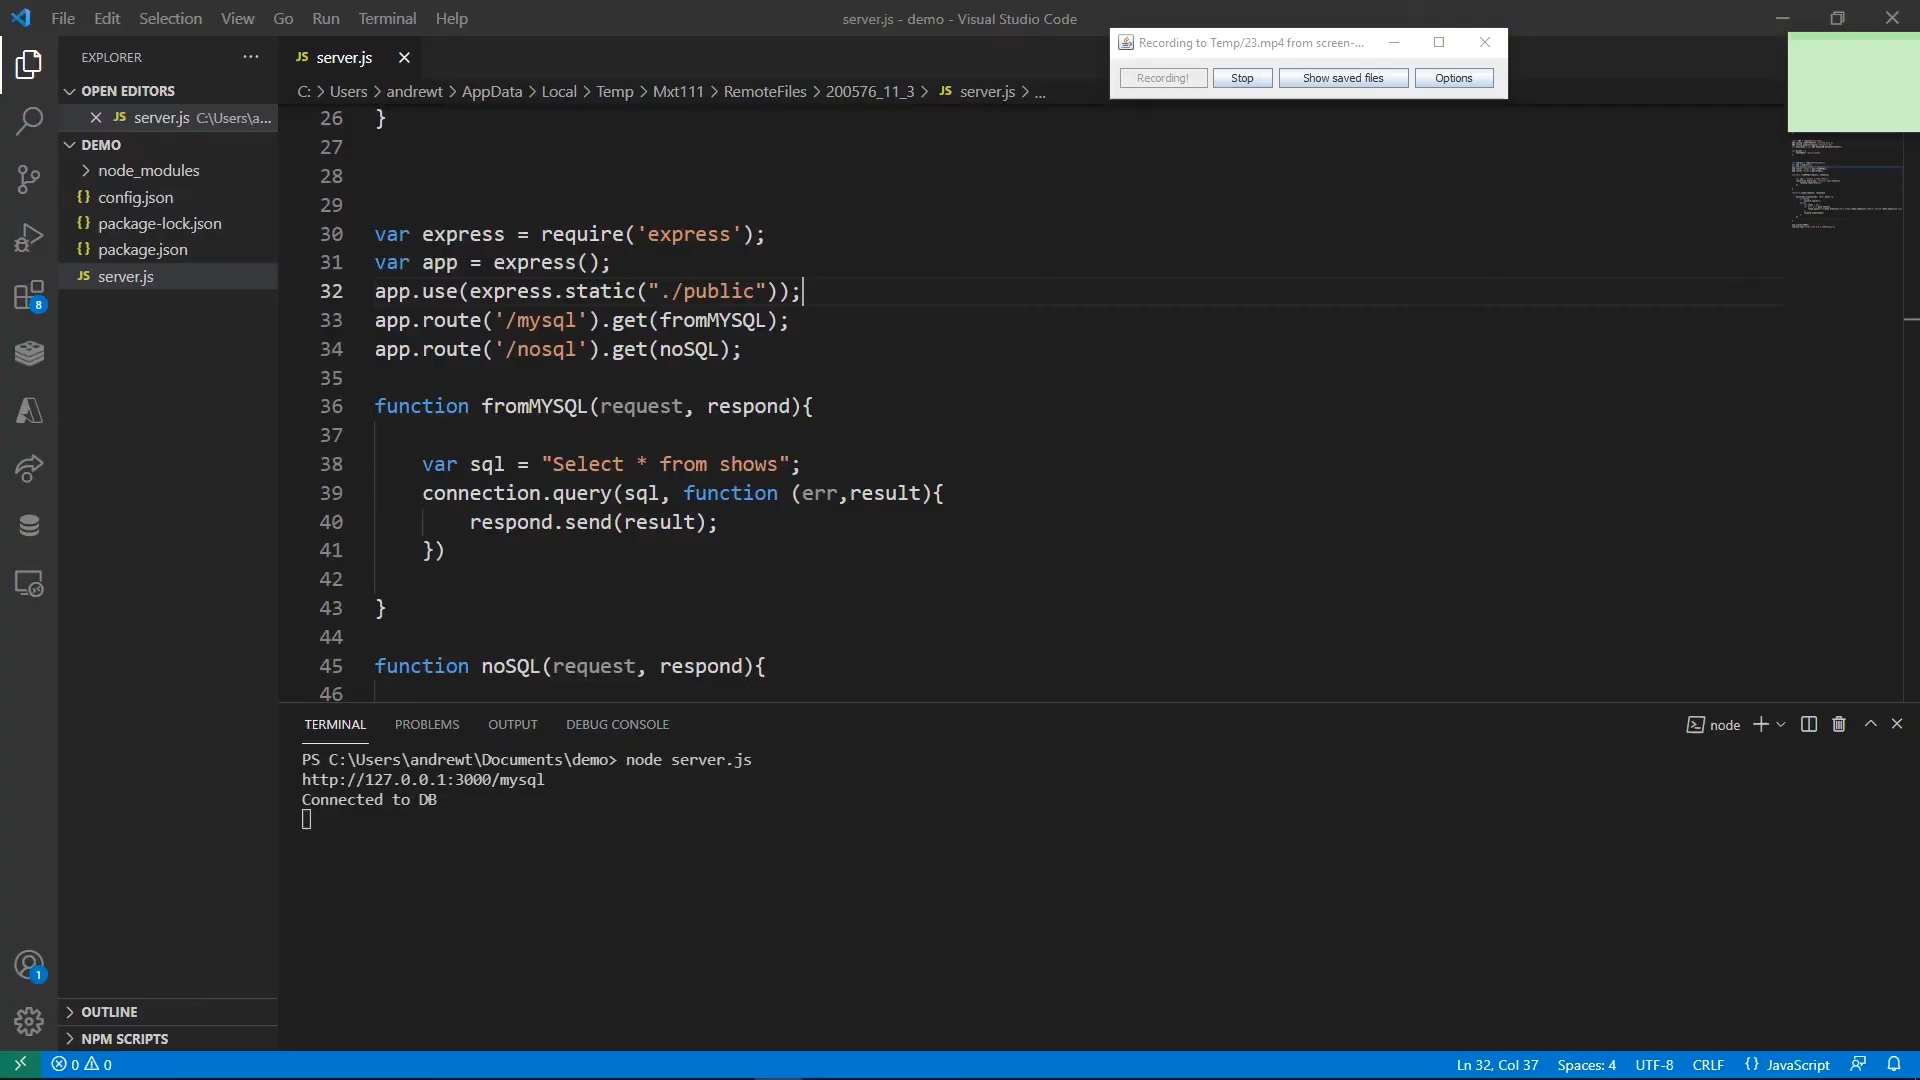 File Edit Selection View Go Run Terminal Help
server.js - demo - Visual Studio Code
Recording to Temp/23.mp4 from screen-...
Recording! Stop Show saved files Options
EXPLORER
OPEN EDITORS
JS server.js C:\Users\a...
DEMO
node_modules
{} config.json
{} package-lock.json
{} package.json
JS server.js
8
1
OUTLINE
NPM SCRIPTS
JS server.js
C: > Users > andrewt > AppData > Local > Temp > Mxt111 > RemoteFiles > 200576_11_3 > JS server.js > ...
26 }
27
28
29
30 var express = require('express');
31 var app = express();
32 app.use(express.static("./public"));
33 app.route('/mysql').get(fromMYSQL);
34 app.route('/nosql').get(noSQL);
35
36 function fromMYSQL(request, respond){
37
38 var sql = "Select * from shows";
39 connection.query(sql, function (err,result){
40 respond.send(result);
41 })
42
43 }
44
45 function noSQL(request, respond){
46
TERMINAL PROBLEMS OUTPUT DEBUG CONSOLE
node
PS C:\Users\andrewt\Documents\demo> node server.js
http://127.0.0.1:3000/mysql
Connected to DB
0 0
Ln 32, Col 37 Spaces: 4 UTF-8 CRLF {} JavaScript